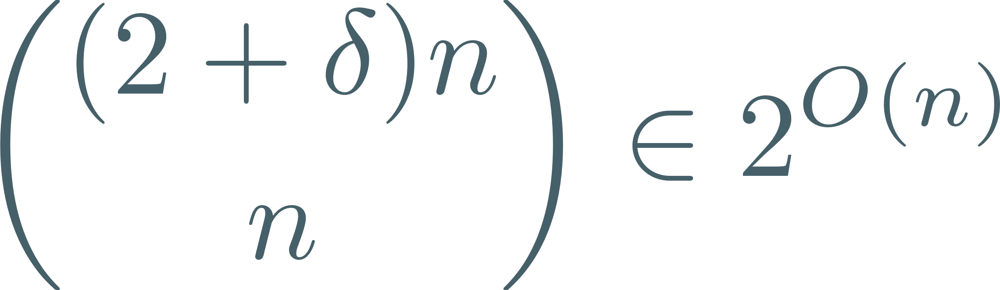 \binom{(2 + \delta)n}{n} \in 2^{O(n)}